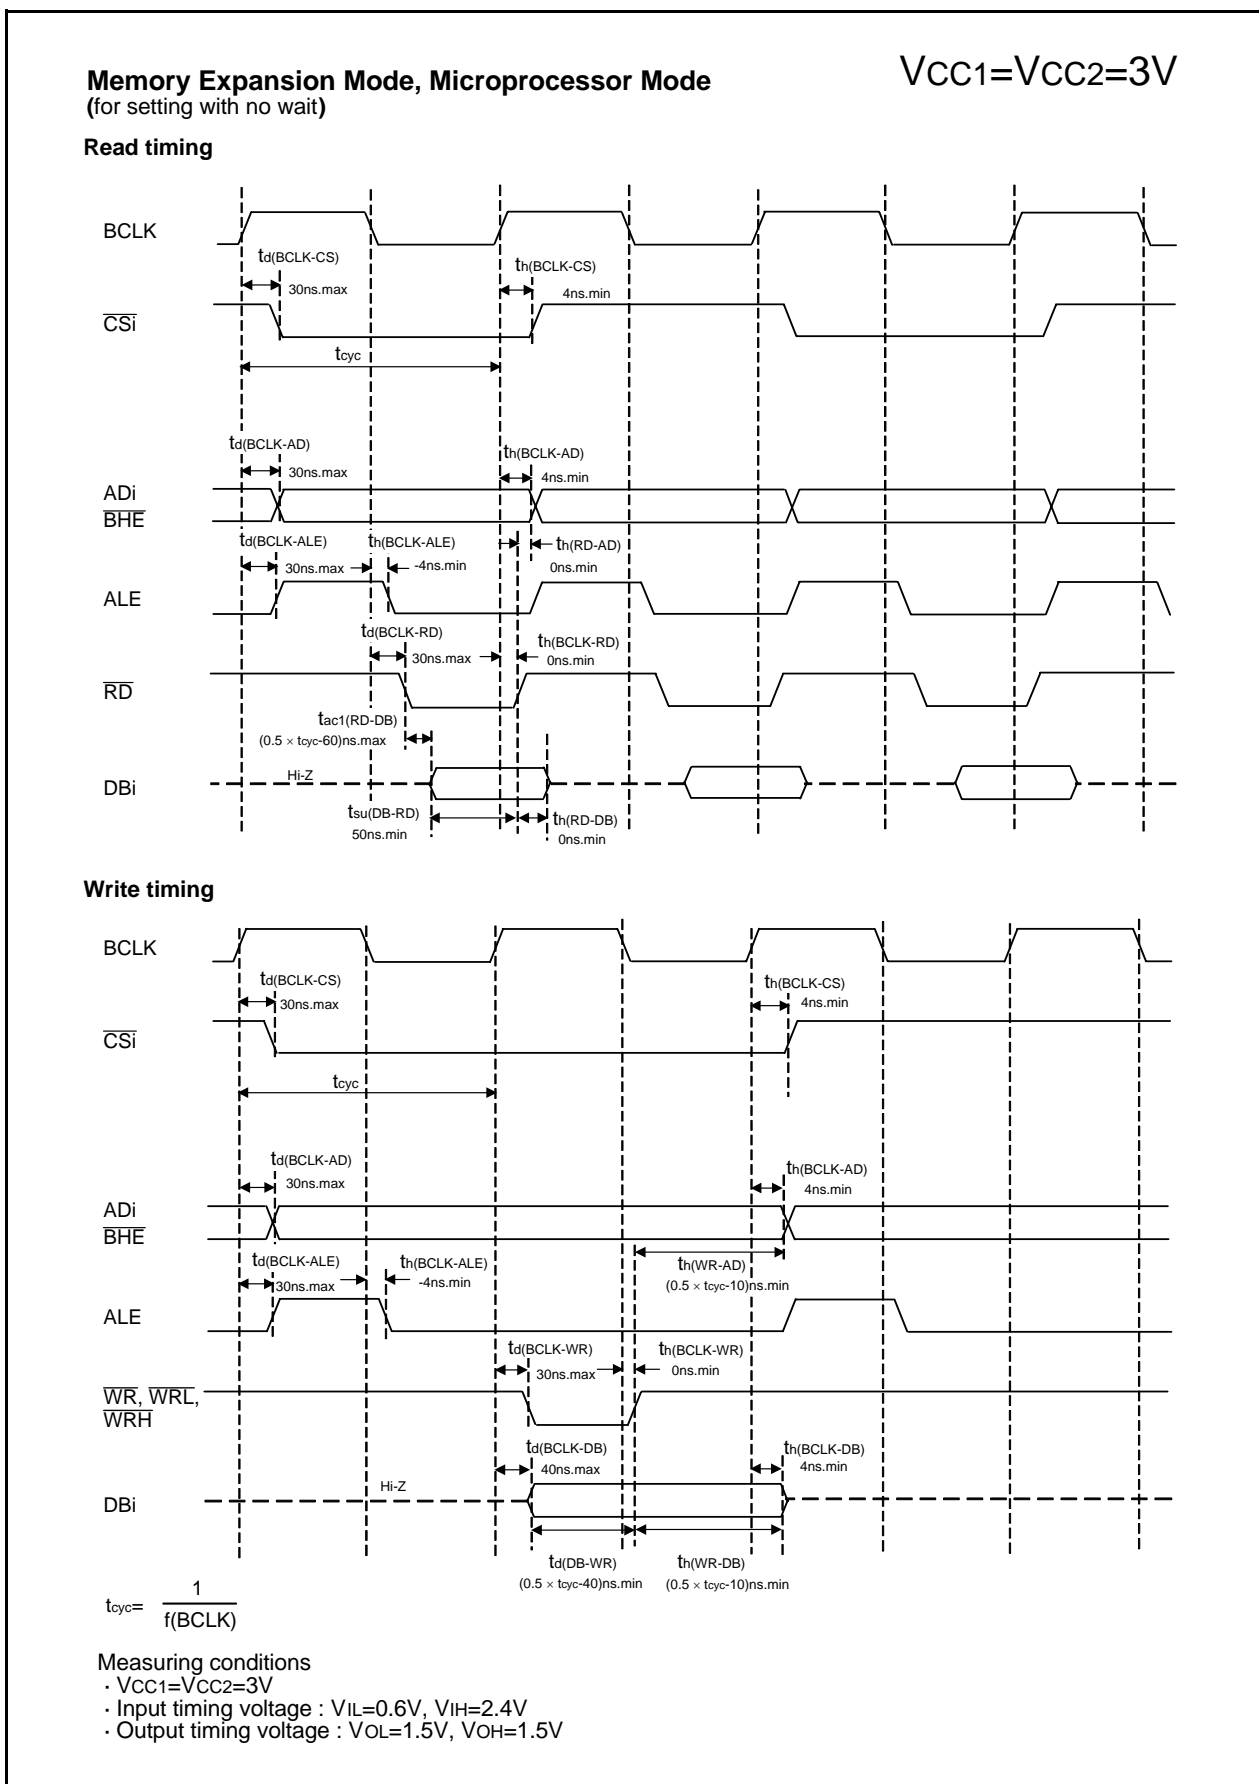 Memory Expansion Mode, Microprocessor Mode
VCC1=VCC2=3V
(for setting with no wait)
Read timing
BCLK
td(BCLK-CS)
30ns.max
th(BCLK-CS)
4ns.min
CSi
tcyc
td(BCLK-AD)
30ns.max
th(BCLK-AD)
4ns.min
ADi
BHE
td(BCLK-ALE)
30ns.max
th(BCLK-ALE)
-4ns.min
th(RD-AD)
0ns.min
ALE
td(BCLK-RD)
30ns.max
th(BCLK-RD)
0ns.min
RD
tac1(RD-DB)
(0.5 × tcyc-60)ns.max
Hi-Z
DBi
tsu(DB-RD)
50ns.min
th(RD-DB)
0ns.min
Write timing
BCLK
td(BCLK-CS)
30ns.max
th(BCLK-CS)
4ns.min
CSi
tcyc
td(BCLK-AD)
30ns.max
th(BCLK-AD)
4ns.min
ADi
BHE
td(BCLK-ALE)
30ns.max
th(BCLK-ALE)
-4ns.min
th(WR-AD)
(0.5 × tcyc-10)ns.min
ALE
td(BCLK-WR)
30ns.max
th(BCLK-WR)
0ns.min
WR, WRL,
WRH
td(BCLK-DB)
40ns.max
th(BCLK-DB)
4ns.min
Hi-Z
DBi
td(DB-WR)
(0.5 × tcyc-40)ns.min
th(WR-DB)
(0.5 × tcyc-10)ns.min
tcyc= 1
f(BCLK)
Measuring conditions
· VCC1=VCC2=3V
· Input timing voltage : VIL=0.6V, VIH=2.4V
· Output timing voltage : VOL=1.5V, VOH=1.5V